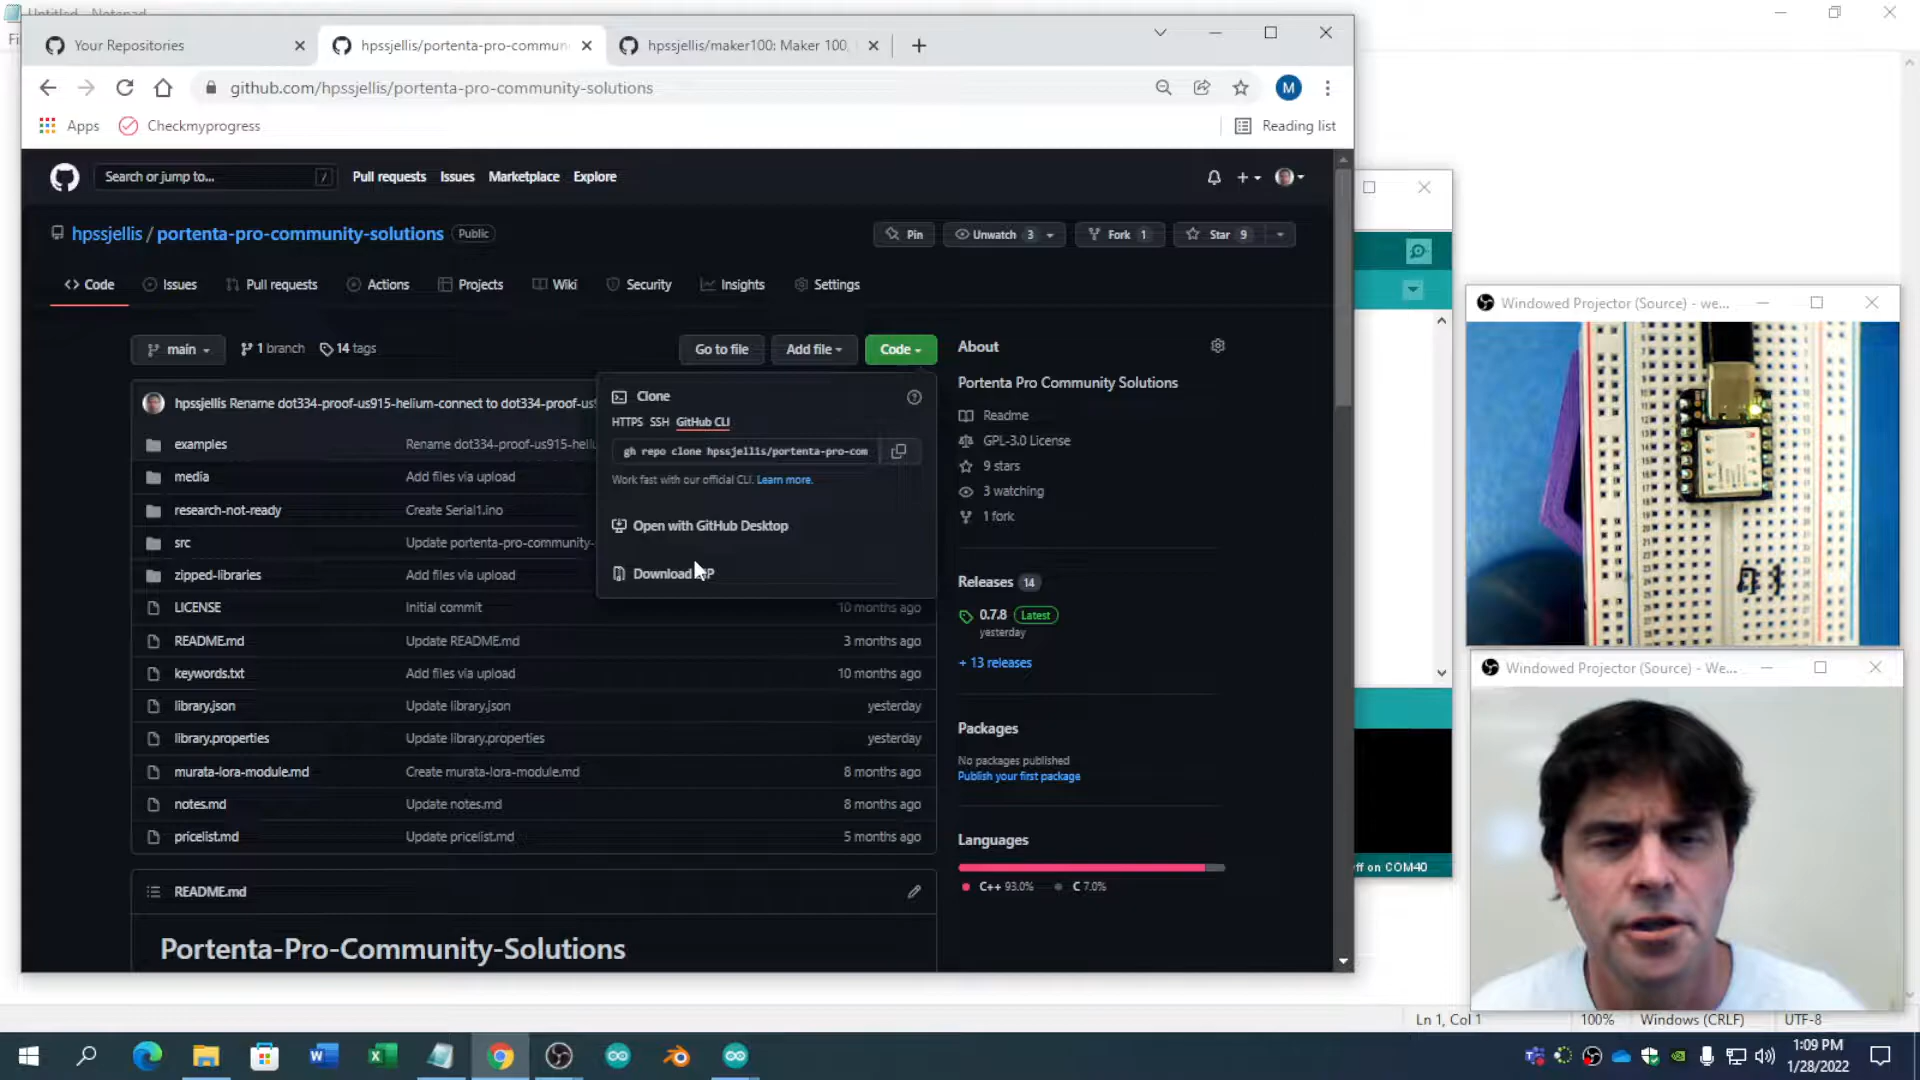 Untitled - Notepad
Your Repositories
hpssjellis/portenta-pro-commun
hpssjellis/maker100: Maker 100,
github.com/hpssjellis/portenta-pro-community-solutions
M
Apps
Checkmyprogress
Reading list
Search or jump to...
/
Pull requests
Issues
Marketplace
Explore
hpssjellis / portenta-pro-community-solutions
Public
Pin
Unwatch 3
Fork 1
Star 9
<> Code
Issues
Pull requests
Actions
Projects
Wiki
Security
Insights
Settings
main
1 branch
14 tags
Go to file
Add file
Code
hpssjellis Rename dot334-proof-us915-helium-connect to dot334-proof-us9
examples
Rename dot334-proof-us915-heliu
media
Add files via upload
research-not-ready
Create Serial1.ino
src
Update portenta-pro-community-
zipped-libraries
Add files via upload
LICENSE
Initial commit
10 months ago
README.md
Update README.md
3 months ago
keywords.txt
Add files via upload
10 months ago
library.json
Update library.json
yesterday
library.properties
Update library.properties
yesterday
murata-lora-module.md
Create murata-lora-module.md
8 months ago
notes.md
Update notes.md
8 months ago
pricelist.md
Update pricelist.md
5 months ago
Clone
HTTPS SSH GitHub CLI
gh repo clone hpssjellis/portenta-pro-com
Work fast with our official CLI. Learn more.
Open with GitHub Desktop
Download
README.md
Portenta-Pro-Community-Solutions
About
Portenta Pro Community Solutions
Readme
GPL-3.0 License
9 stars
3 watching
1 fork
Releases 14
0.7.8 Latest
yesterday
+ 13 releases
Packages
No packages published
Publish your first package
Languages
C++ 93.0%
C 7.0%
Windowed Projector (Source) - we...
Windowed Projector (Source) - We...
ff on COM40
Ln 1, Col 1
100%
Windows (CRLF)
UTF-8
1:09 PM
1/28/2022